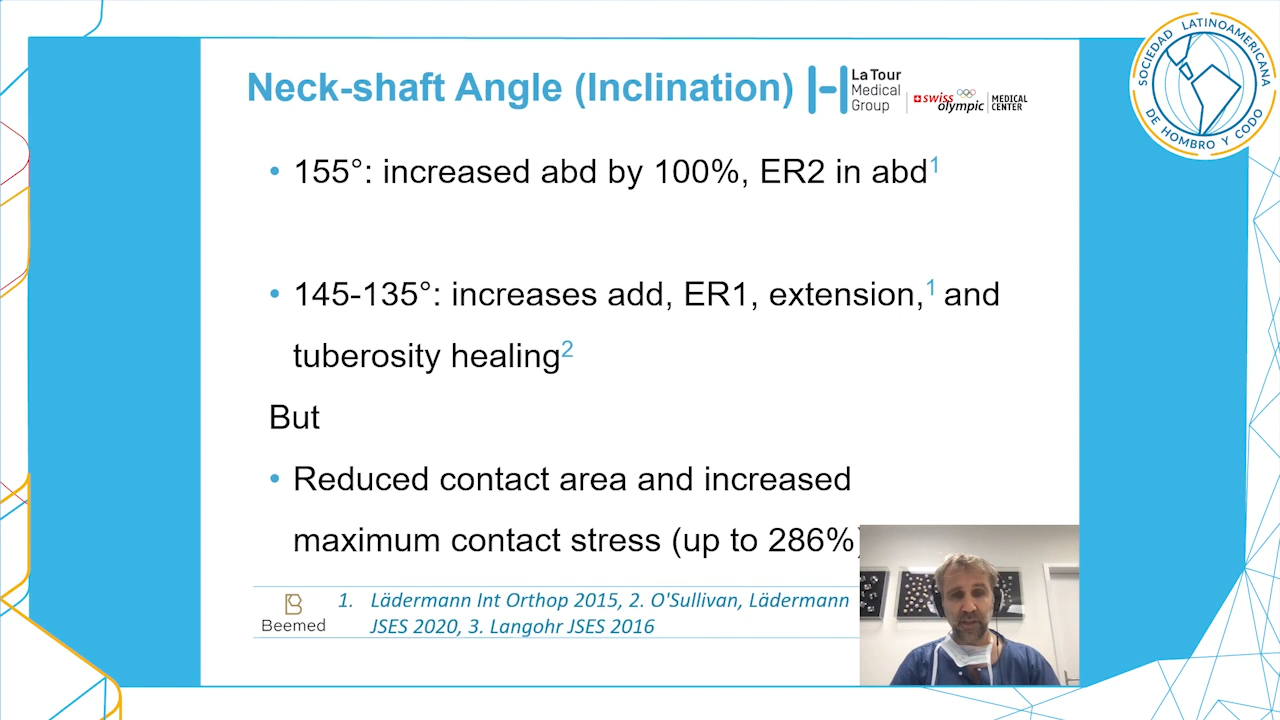 Neck-shaft Angle (Inclination)
La Tour
Medical
Group
swiss
olympic
MEDICAL
CENTER
SOCIEDAD LATINOAMERICANA
DE HOMBRO Y CODO
• 155°: increased abd by 100%, ER2 in abd1
• 145-135°: increases add, ER1, extension,1 and
tuberosity healing2
But
• Reduced contact area and increased
maximum contact stress (up to 286%)
1. Lädermann Int Orthop 2015, 2. O'Sullivan, Lädermann
JSES 2020, 3. Langohr JSES 2016
Beemed